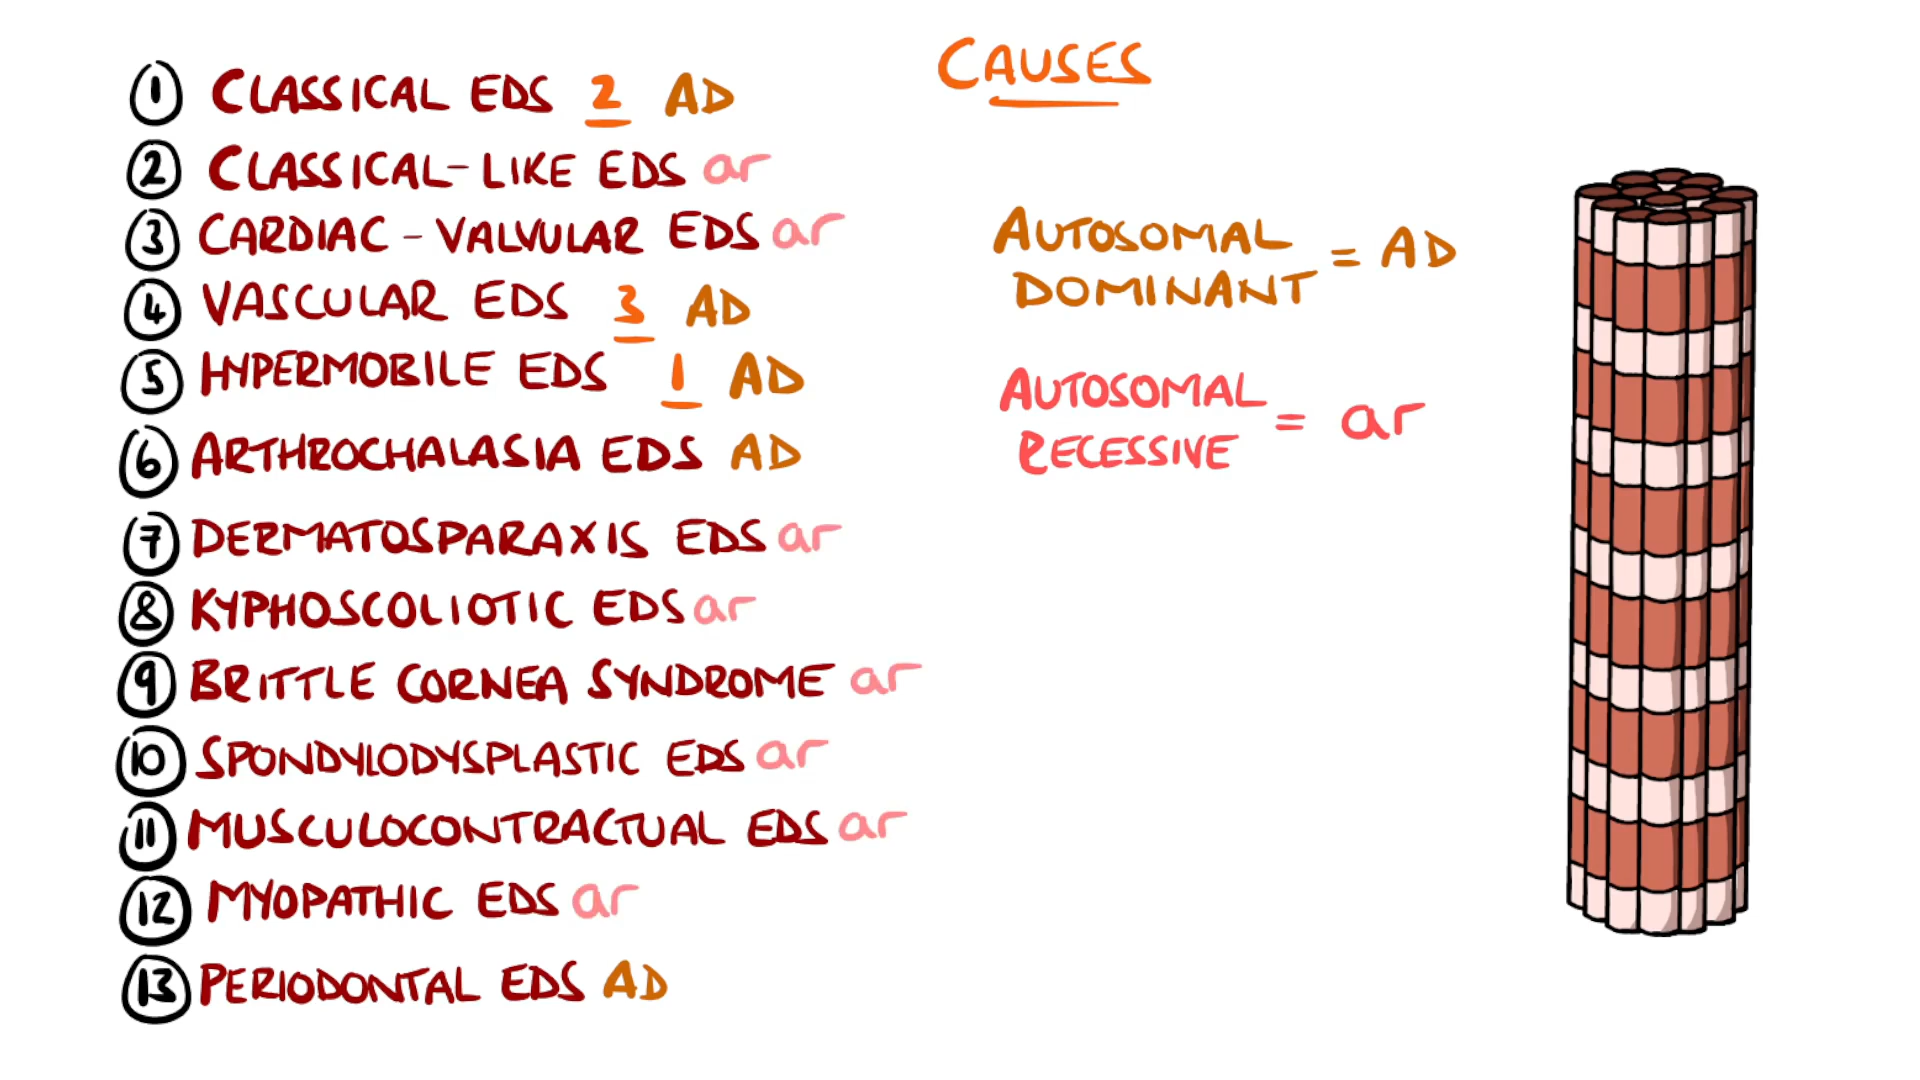 CAUSES
1 CLASSICAL EDS 2 AD
2 CLASSICAL-LIKE EDS ar
3 CARDIAC-VALVULAR EDS ar
4 VASCULAR EDS 3 AD
5 HYPERMOBILE EDS 1 AD
6 ARTHROCHALASIA EDS AD
7 DERMATOSPARAXIS EDS ar
8 KYPHOSCOLIOTIC EDS ar
9 BRITTLE CORNEA SYNDROME ar
10 SPONDYLODYSPLASTIC EDS ar
11 MUSCULOCONTRACTUAL EDS ar
12 MYOPATHIC EDS ar
13 PERIODONTAL EDS AD
AUTOSOMAL
DOMINANT = AD
AUTOSOMAL
RECESSIVE = ar